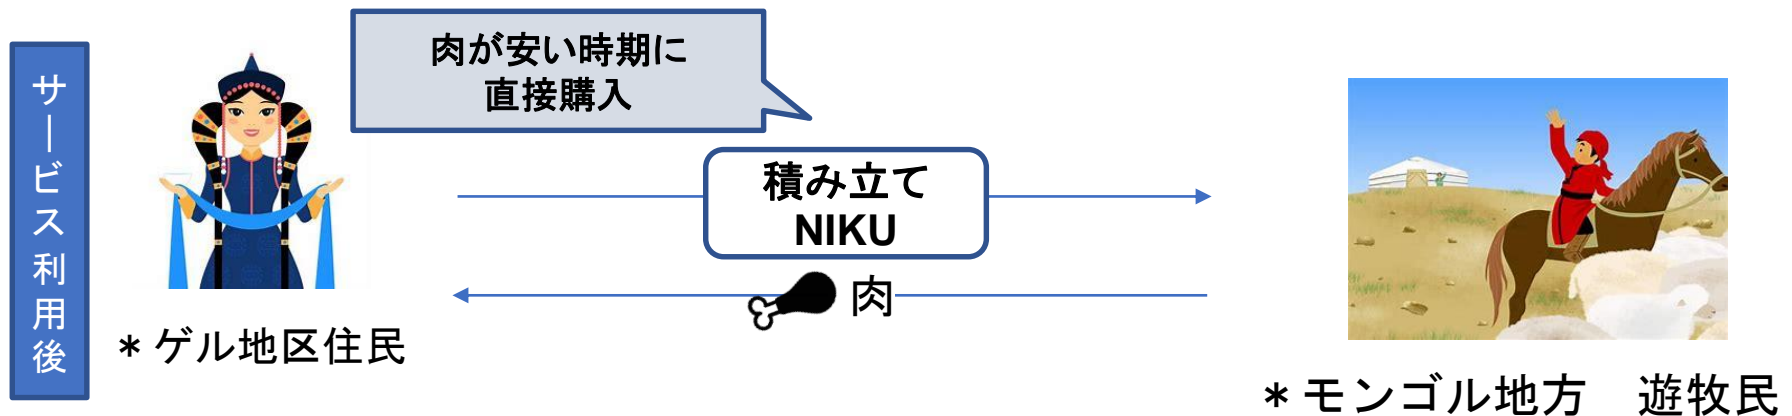 サービス利用後
肉が安い時期に
直接購入
積み立て
NIKU
肉
＊ゲル地区住民
＊モンゴル地方　遊牧民